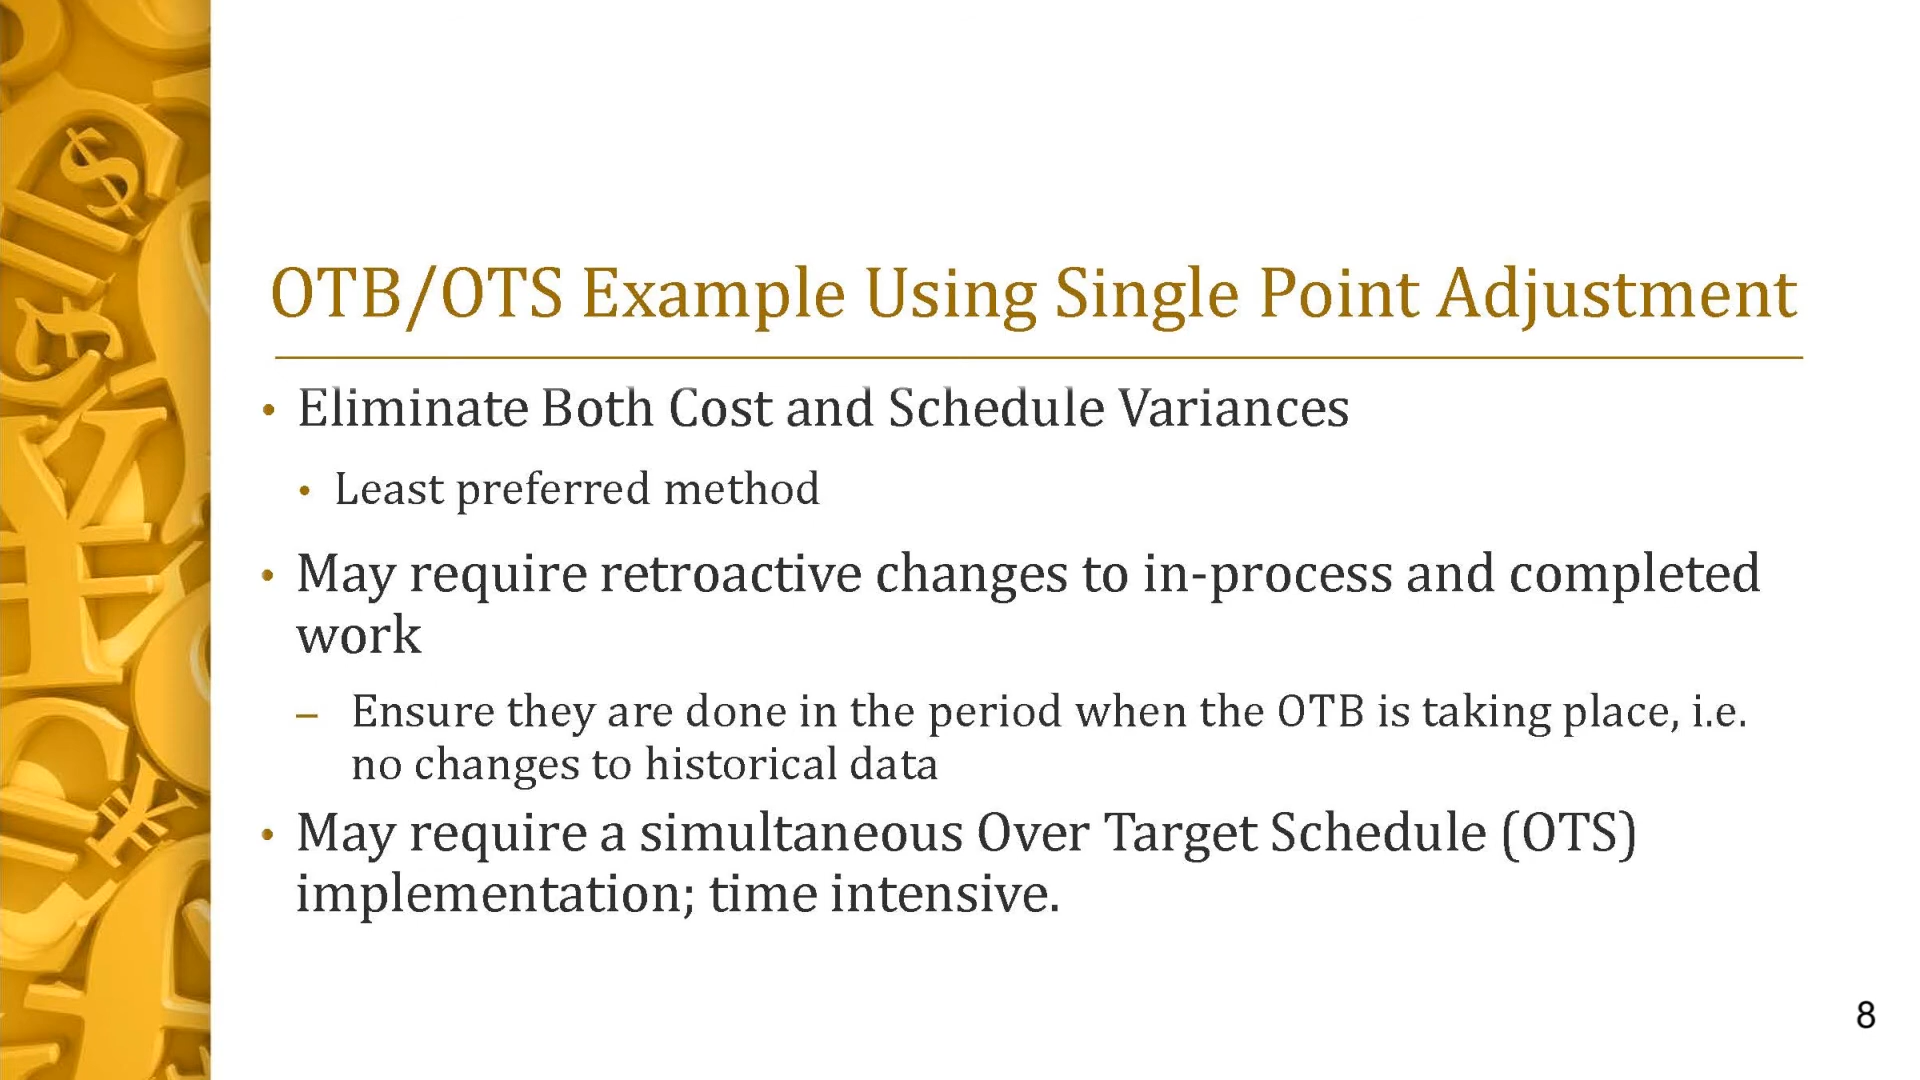 OTB/OTS Example Using Single Point Adjustment
• Eliminate Both Cost and Schedule Variances
• Least preferred method
• May require retroactive changes to in-process and completed
work
– Ensure they are done in the period when the OTB is taking place, i.e.
no changes to historical data
• May require a simultaneous Over Target Schedule (OTS)
implementation; time intensive.
8